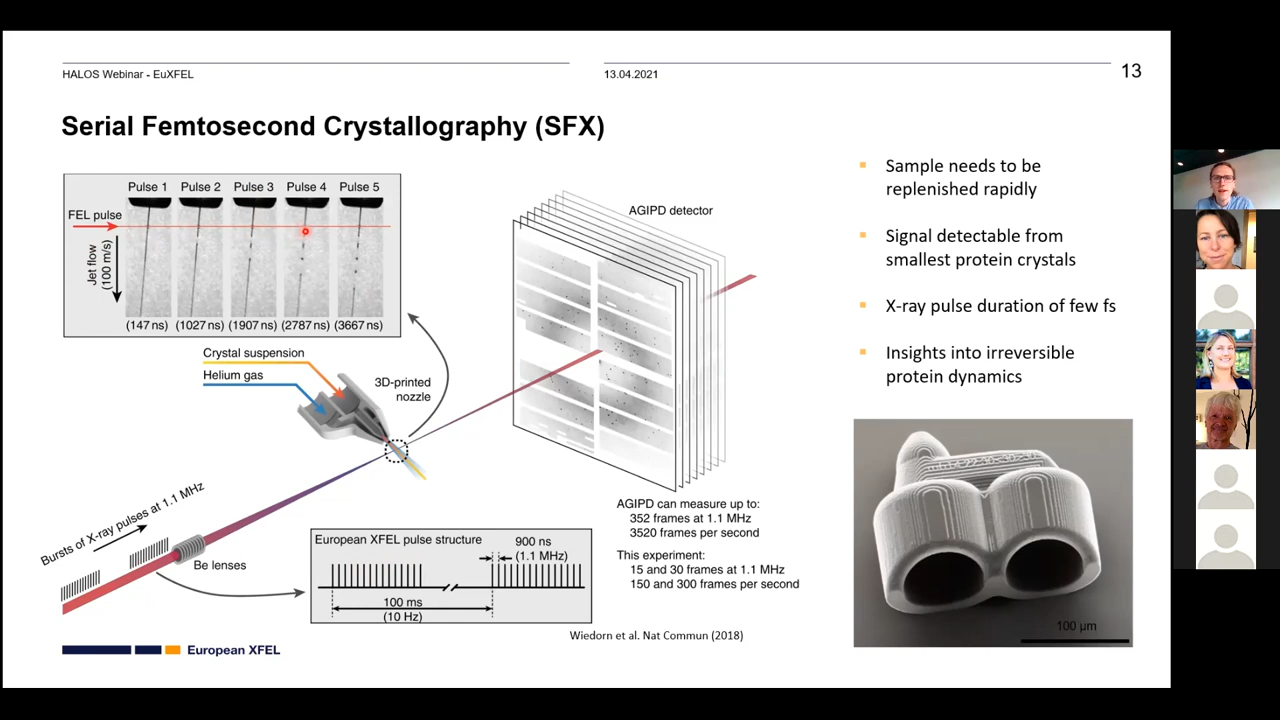 HALOS Webinar - EuXFEL
13.04.2021
13
Serial Femtosecond Crystallography (SFX)
Pulse 1 Pulse 2 Pulse 3 Pulse 4 Pulse 5
FEL pulse
Jet flow
(100 m/s)
(147 ns) (1027 ns) (1907 ns) (2787 ns) (3667 ns)
Crystal suspension
Helium gas
3D-printed
nozzle
AGIPD detector
Bursts of X-ray pulses at 1.1 MHz
Be lenses
European XFEL pulse structure
900 ns
(1.1 MHz)
100 ms
(10 Hz)
AGIPD can measure up to:
352 frames at 1.1 MHz
3520 frames per second
This experiment:
15 and 30 frames at 1.1 MHz
150 and 300 frames per second
Wiedorn et al. Nat Commun (2018)
Sample needs to be
replenished rapidly
Signal detectable from
smallest protein crystals
X-ray pulse duration of few fs
Insights into irreversible
protein dynamics
100 µm
European XFEL